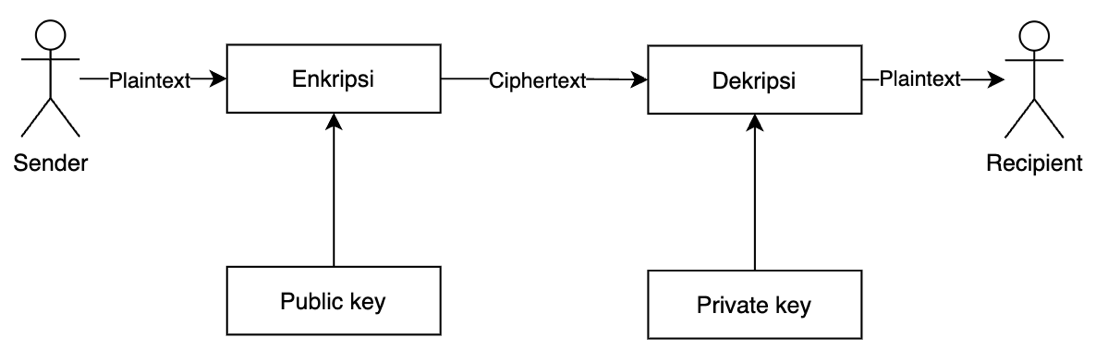 Plaintext
Enkripsi
Ciphertext
Dekripsi
Plaintext
Sender
Recipient
Public key
Private key